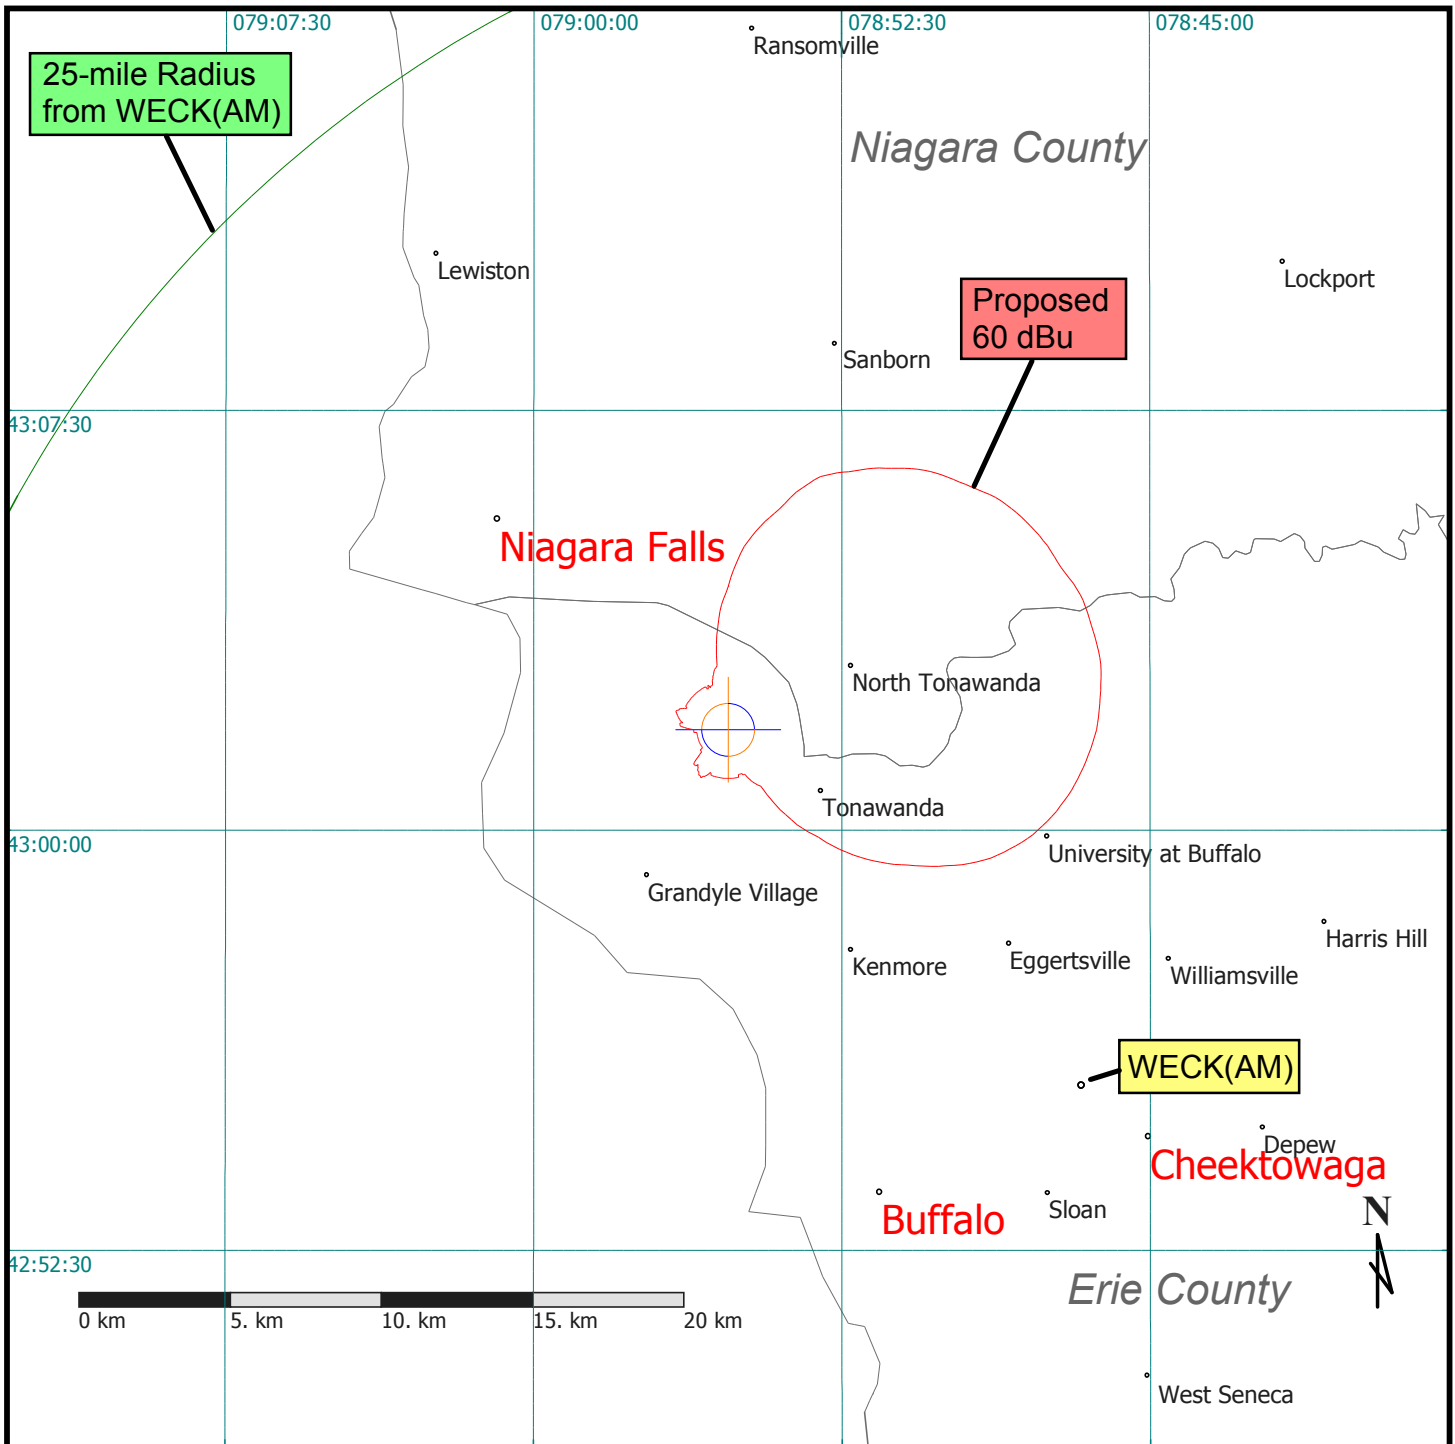 079:07:30
079:00:00
078:52:30
078:45:00
Ransomville
25-mile Radius
from WECK(AM)
Niagara County
Lewiston
Lockport
Proposed
60 dBu
Sanborn
43:07:30
Niagara Falls
North Tonawanda
Tonawanda
43:00:00
University at Buffalo
Grandyle Village
Harris Hill
Kenmore
Eggertsville
Williamsville
WECK(AM)
Depew
Cheektowaga
Sloan
Buffalo
N
42:52:30
Erie County
0 km
5. km
10. km
15. km
20 km
West Seneca